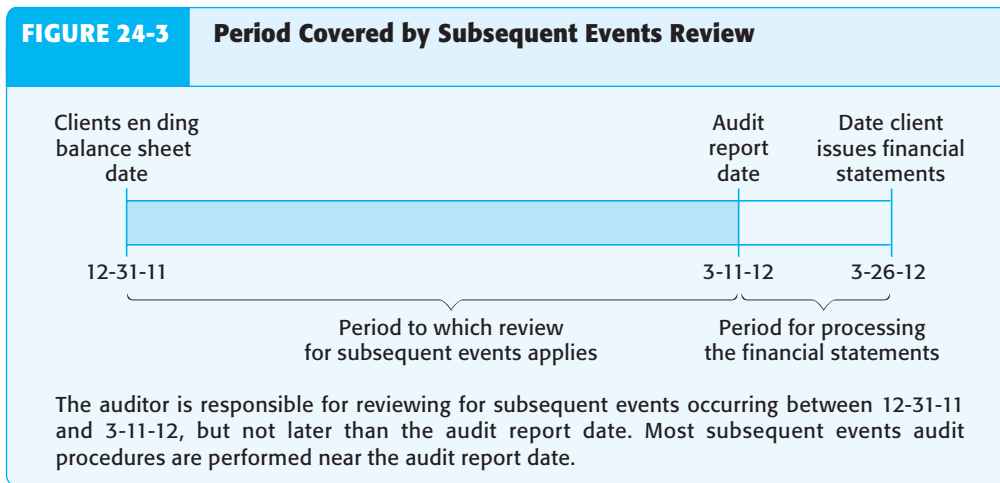 FIGURE 24-3 Period Covered by Subsequent Events Review
Clients en ding
balance sheet
date
Audit
report
date
Date client
issues financial
statements
12-31-11 3-11-12 3-26-12
Period to which review
for subsequent events applies
Period for processing
the financial statements
The auditor is responsible for reviewing for subsequent events occurring between 12-31-11
and 3-11-12, but not later than the audit report date. Most subsequent events audit
procedures are performed near the audit report date.